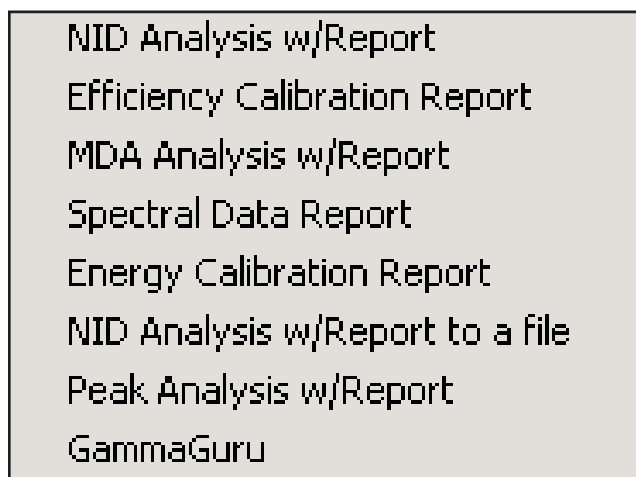 NID Analysis w/Report
Efficiency Calibration Report
MDA Analysis w/Report
Spectral Data Report
Energy Calibration Report
NID Analysis w/Report to a file
Peak Analysis w/Report
GammaGuru